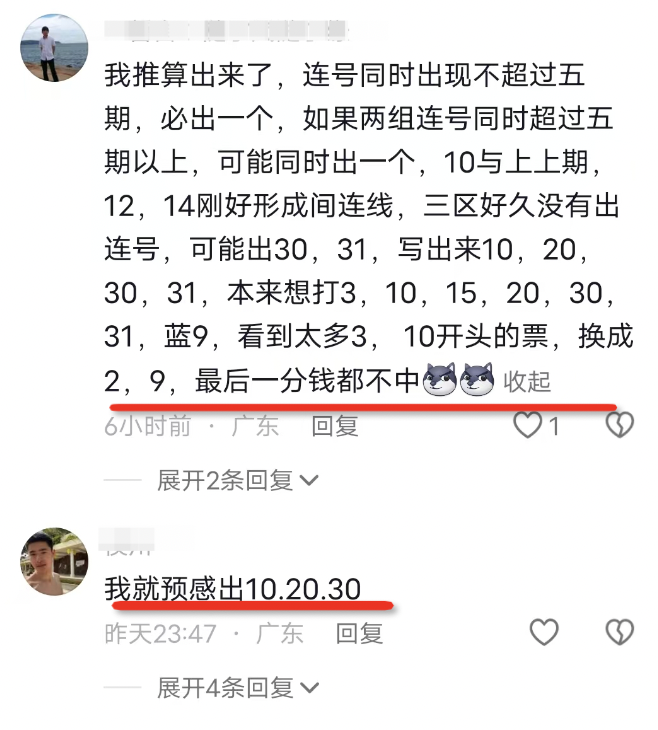 我推算出来了，连号同时出现不超过五
期，必出一个，如果两组连号同时超过五
期以上，可能同时出一个，10与上上期，
12，14刚好形成间连线，三区好久没有出
连号，可能出30，31，写出来10，20，
30，31，本来想打3，10，15，20，30，
31，蓝9，看到太多3， 10开头的票，换成
2，9，最后一分钱都不中 收起
6小时前 · 广东 回复 1
展开2条回复
我就预感出10.20.30
昨天23:47 · 广东 回复
展开4条回复